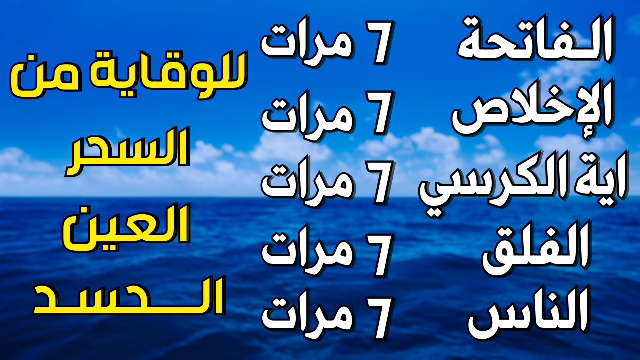 الفاتحة 7 مرات
الإخلاص 7 مرات
اية الكرسي 7 مرات
الفلق 7 مرات
الناس 7 مرات
للوقاية من
السحر
العين
الـــحسـد